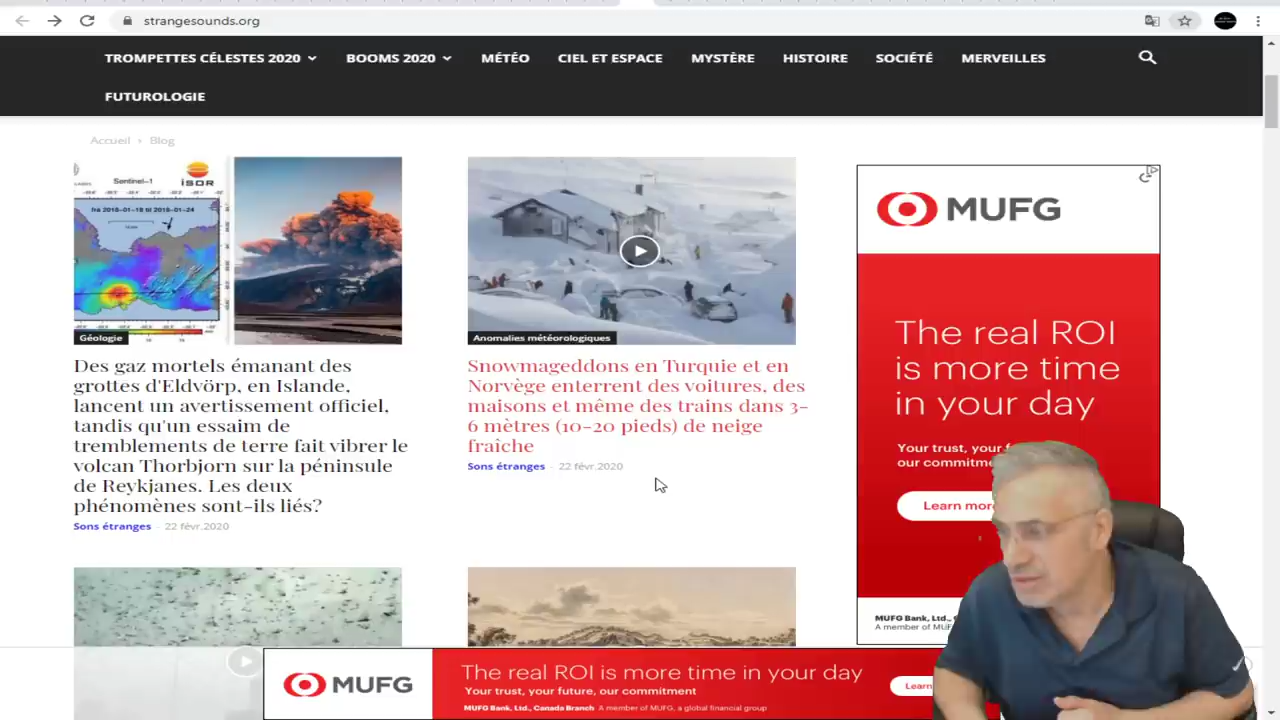 strangesounds.org
TROMPETTES CÉLESTES 2020
BOOMS 2020
MÉTÉO
CIEL ET ESPACE
MYSTÈRE
HISTOIRE
SOCIÉTÉ
MERVEILLES
FUTUROLOGIE
Accueil
Blog
Sentinel-1
Géologie
Des gaz mortels émanant des
grottes d'Eldvörp, en Islande,
lancent un avertissement officiel,
tandis qu'un essaim de
tremblements de terre fait vibrer le
volcan Thorbjorn sur la péninsule
de Reykjanes. Les deux
phénomènes sont-ils liés?
Sons étranges - 22 févr.2020
Anomalies météorologiques
Snowmageddons en Turquie et en
Norvège enterrent des voitures, des
maisons et même des trains dans 3-
6 mètres (10-20 pieds) de neige
fraîche
Sons étranges - 22 févr.2020
MUFG
The real ROI
is more time
in your day
Your trust, your
our commitme
Learn more
MUFG Bank, Ltd.,
A member of MUF
MUFG
The real ROI is more time in your day
Your trust, your future, our commitment
MUFG Bank, Ltd., Canada Branch A member of MUFG, a global financial group
Learn